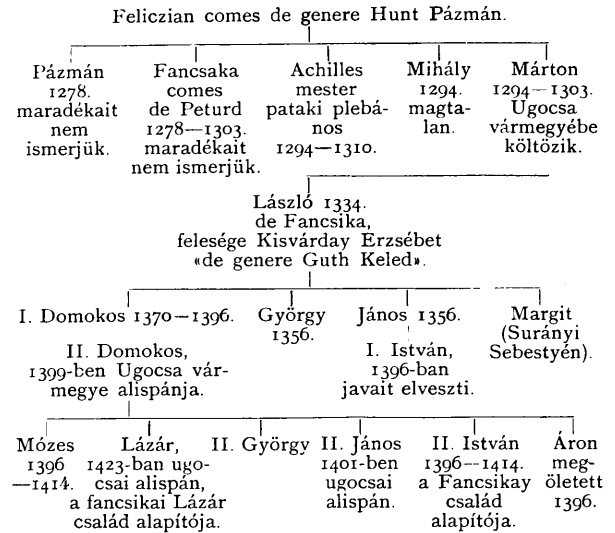 Feliczian comes de genere Hunt Pázmán.
Pázmán
1278.
maradékait
nem
ismerjük.
Fancsaka
comes
de Peturd
1278—1303.
maradékait
nem ismerjük.
Achilles
mester
pataki plebá-
nos
1294—1310.
Mihály
1294.
magta-
lan.
Márton
1294—1303.
Ugocsa
vármegyébe
költözik.
László 1334.
de Fancsika,
felesége Kisvárday Erzsébet
«de genere Guth Keled».
I. Domokos 1370—1396.
György
1356.
János 1356.
Margit
(Surányi
Sebestyén).
II. Domokos,
1399-ben Ugocsa vár-
megye alispánja.
I. István,
1396-ban
javait elveszti.
Mózes
1396
—1414.
Lázár,
1423-ban ugo-
csai alispán,
a fancsikai Lázár
család alapítója.
II. György
II. János
1401-ben
ugocsai
alispán.
II. István
1396—1414.
a Fancsikay
család
alapítója.
Áron
meg-
öletett
1396.